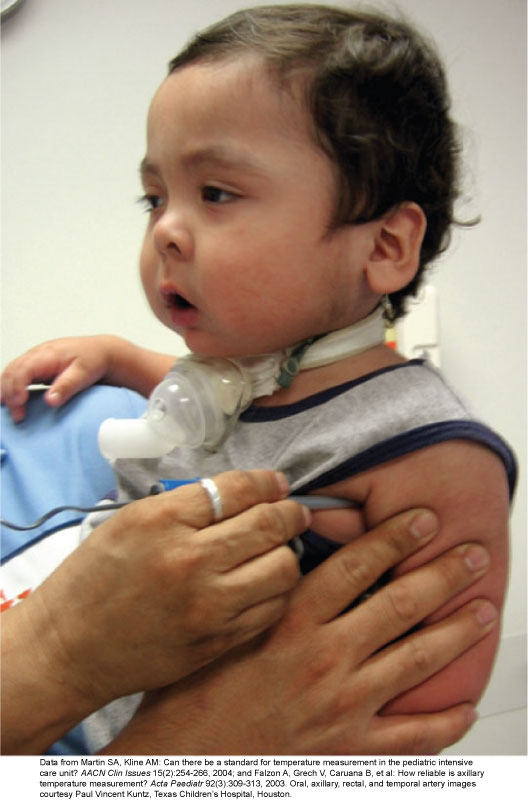 Data from Martin SA, Kline AM: Can there be a standard for temperature measurement in the pediatric intensive
care unit? AACN Clin Issues 15(2):254-266, 2004; and Falzon A, Grech V, Caruana B, et al: How reliable is axillary
temperature measurement? Acta Paediatr 92(3):309-313, 2003. Oral, axillary, rectal, and temporal artery images
courtesy Paul Vincent Kuntz, Texas Children's Hospital, Houston.